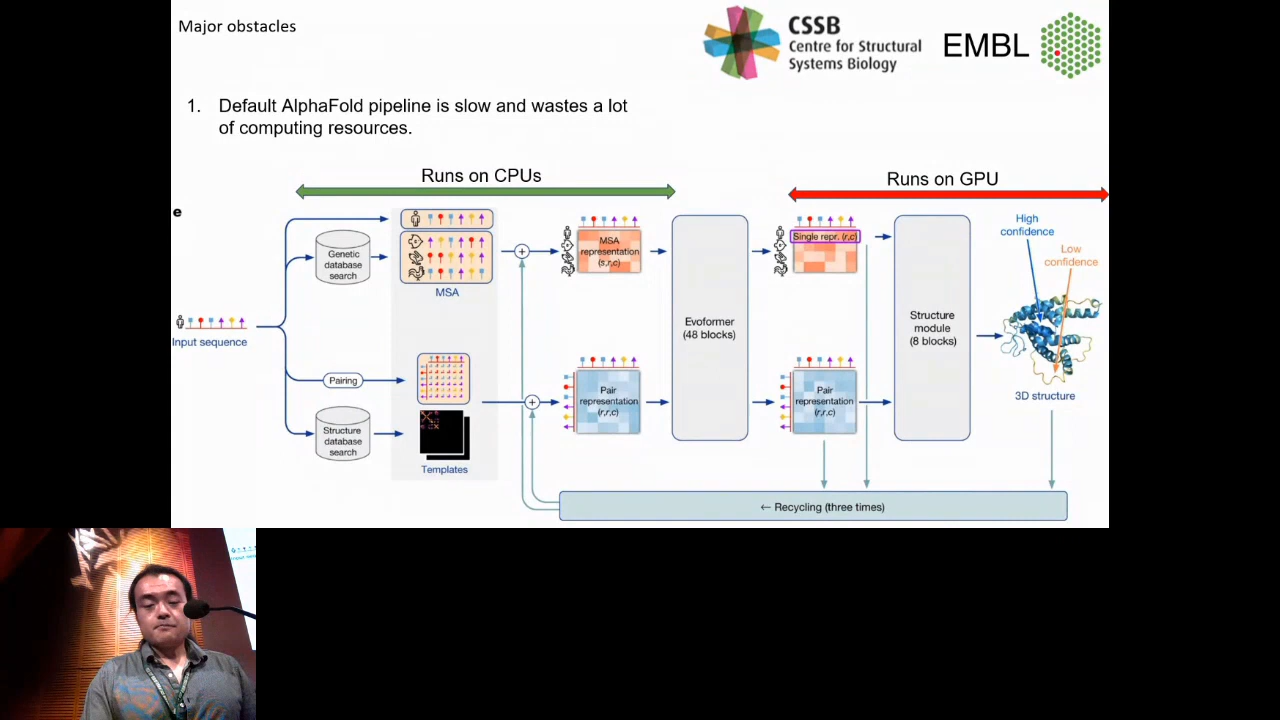 Major obstacles
CSSB
Centre for Structural
Systems Biology
EMBL
1. Default AlphaFold pipeline is slow and wastes a lot
of computing resources.
Runs on CPUs
Runs on GPU
e
Genetic
database
search
MSA
MSA
representation
(s,r,c)
Single repr. (r,c)
High
confidence
Low
confidence
Input sequence
Evoformer
(48 blocks)
Structure
module
(8 blocks)
Pairing
Pair
representation
(r,r,c)
Pair
representation
(r,r,c)
3D structure
Structure
database
search
Templates
← Recycling (three times)